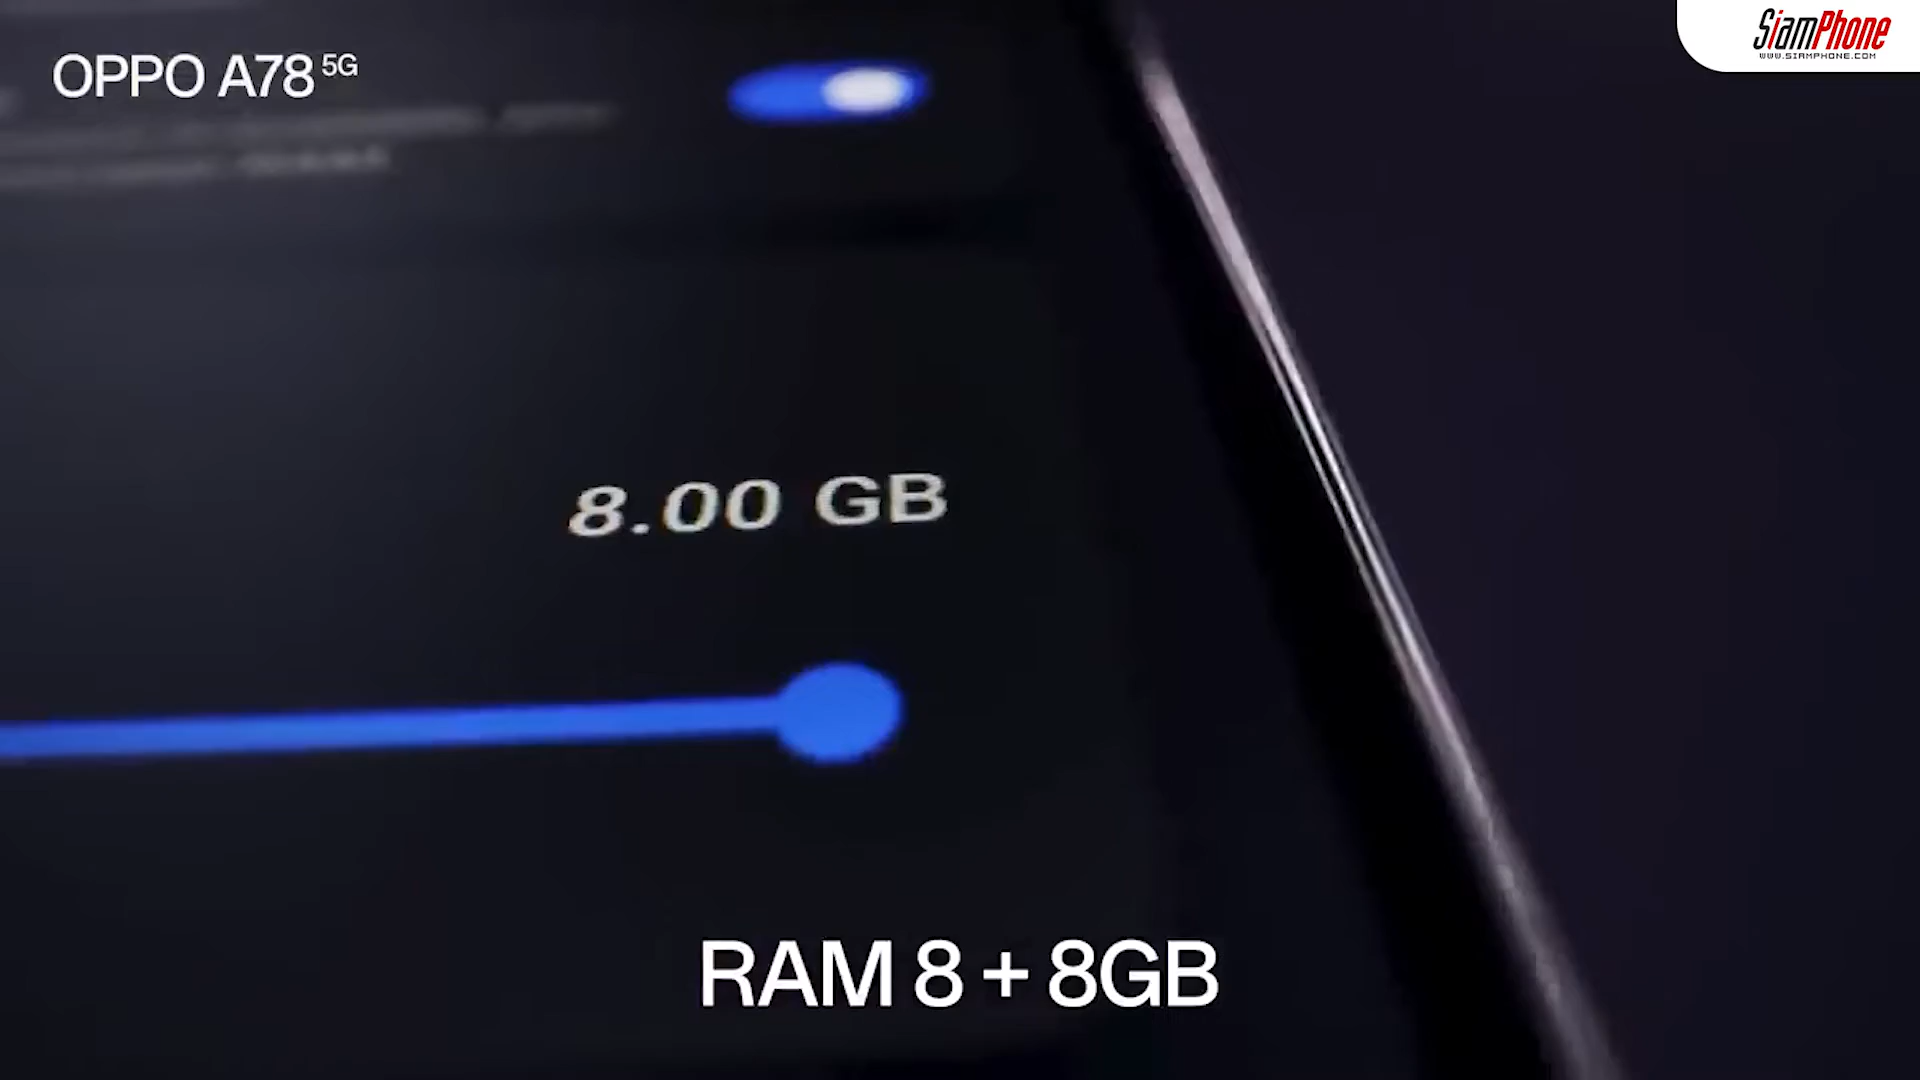 OPPO A78 5G
SiamPhone
WWW.SIAMPHONE.COM
8.00 GB
RAM 8 + 8GB